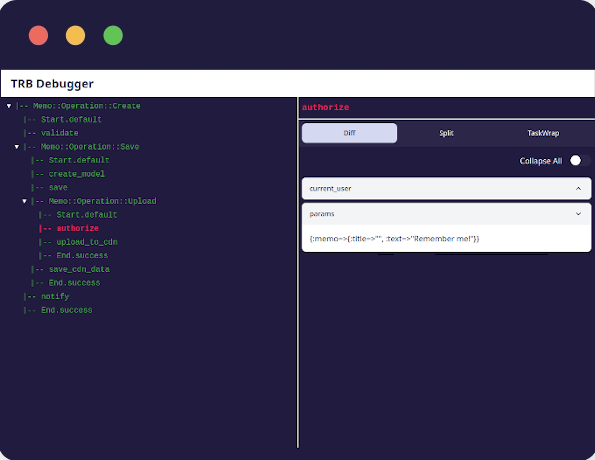 TRB Debugger
▼ |-- Memo::Operation::Create
|-- Start.default
|-- validate
▼ |-- Memo::Operation::Save
|-- Start.default
|-- create_model
|-- save
▼ |-- Memo::Operation::Upload
|-- Start.default
|-- authorize
|-- upload_to_cdn
|-- End.success
|-- save_cdn_data
|-- End.success
|-- notify
|-- End.success
authorize
Diff Split TaskWrap
Collapse All
current_user
params
{:memo=>{:title=>"", :text=>"Remember me!"}}